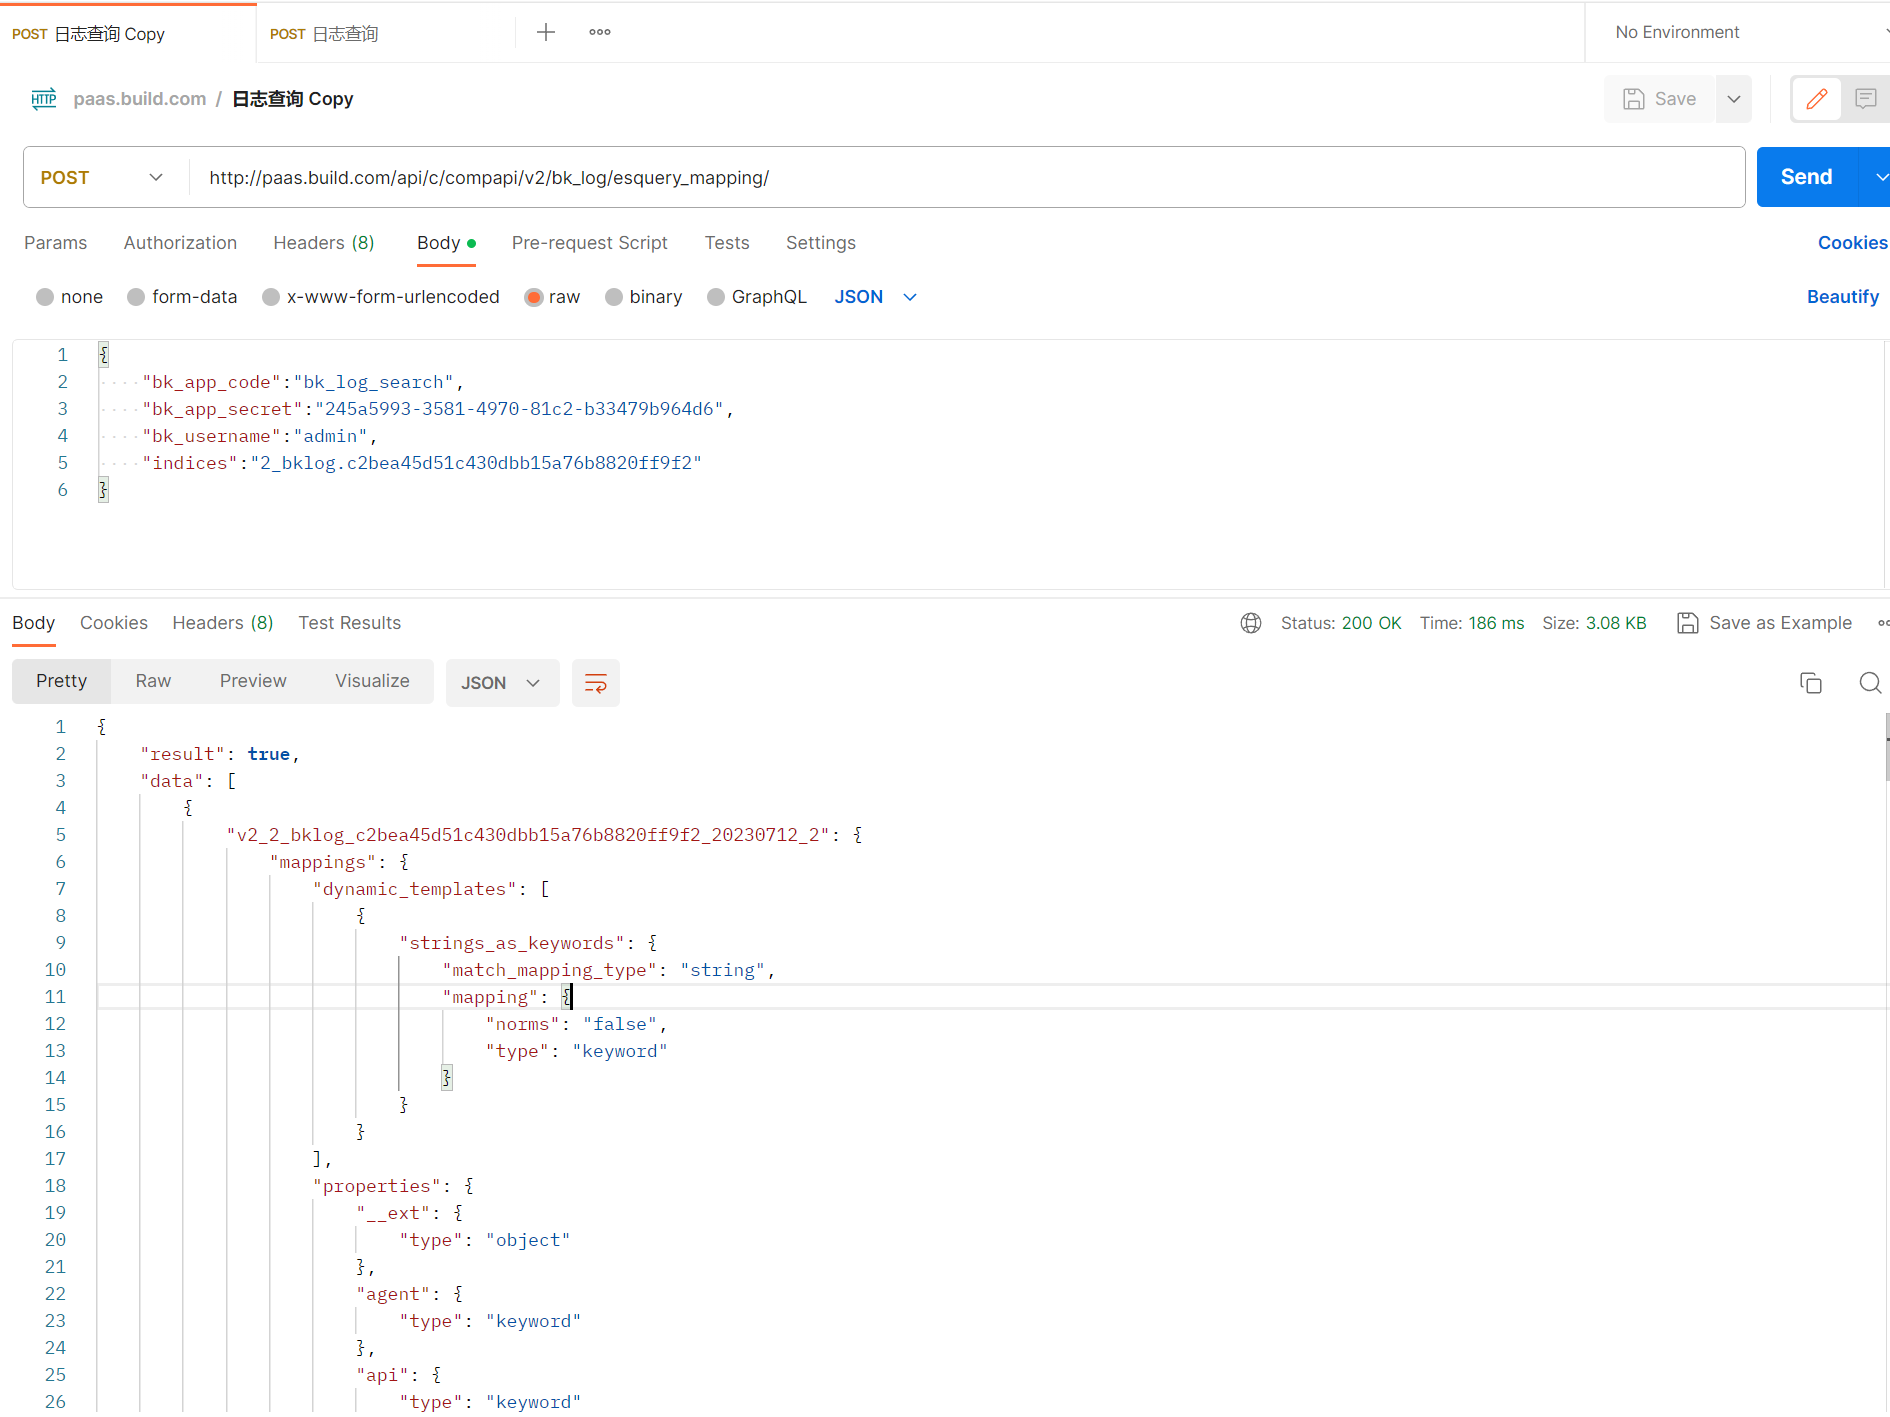 POST 日志查询 Copy POST 日志查询 No Environment
HTTP paas.build.com / 日志查询 Copy Save
POST http://paas.build.com/api/c/compapi/v2/bk_log/esquery_mapping/ Send
Params Authorization Headers (8) Body Pre-request Script Tests Settings Cookies
none form-data x-www-form-urlencoded raw binary GraphQL JSON Beautify
1 {
2 "bk_app_code":"bk_log_search",
3 "bk_app_secret":"245a5993-3581-4970-81c2-b33479b964d6",
4 "bk_username":"admin",
5 "indices":"2_bklog.c2bea45d51c430dbb15a76b8820ff9f2"
6 }
Body Cookies Headers (8) Test Results Status: 200 OK Time: 186 ms Size: 3.08 KB Save as Example
Pretty Raw Preview Visualize JSON
1 {
2 "result": true,
3 "data": [
4 {
5 "v2_2_bklog_c2bea45d51c430dbb15a76b8820ff9f2_20230712_2": {
6 "mappings": {
7 "dynamic_templates": [
8 {
9 "strings_as_keywords": {
10 "match_mapping_type": "string",
11 "mapping": {
12 "norms": "false",
13 "type": "keyword"
14 }
15 }
16 }
17 ],
18 "properties": {
19 "__ext": {
20 "type": "object"
21 },
22 "agent": {
23 "type": "keyword"
24 },
25 "api": {
26 "type": "keyword"